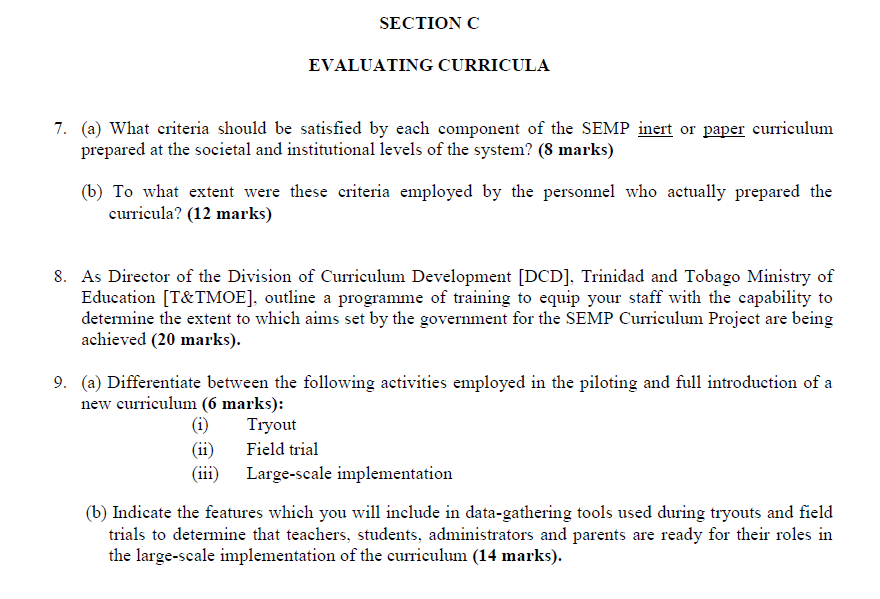 SECTION C
EVALUATING CURRICULA
7. (a) What criteria should be satisfied by each component of the SEMP inert or paper curriculum
prepared at the societal and institutional levels of the system? (8 marks)
(b) To what extent were these criteria employed by the personnel who actually prepared the
curricula? (12 marks)
8. As Director of the Division of Curriculum Development [DCD], Trinidad and Tobago Ministry of
Education [T&TMOE], outline a programme of training to equip your staff with the capability to
determine the extent to which aims set by the government for the SEMP Curriculum Project are being
achieved (20 marks).
9. (a) Differentiate between the following activities employed in the piloting and full introduction of a
new curriculum (6 marks):
(i) Tryout
(ii) Field trial
(iii) Large-scale implementation
(b) Indicate the features which you will include in data-gathering tools used during tryouts and field
trials to determine that teachers, students, administrators and parents are ready for their roles in
the large-scale implementation of the curriculum (14 marks).